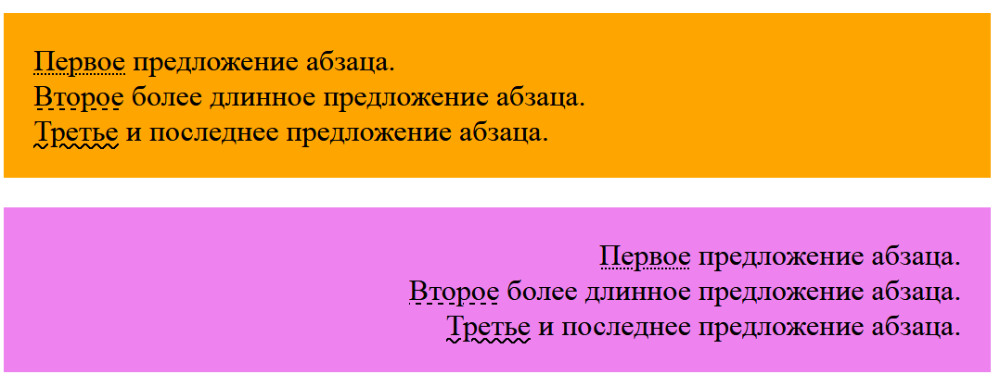 Первое предложение абзаца.
Второе более длинное предложение абзаца.
Третье и последнее предложение абзаца.
Первое предложение абзаца.
Второе более длинное предложение абзаца.
Третье и последнее предложение абзаца.